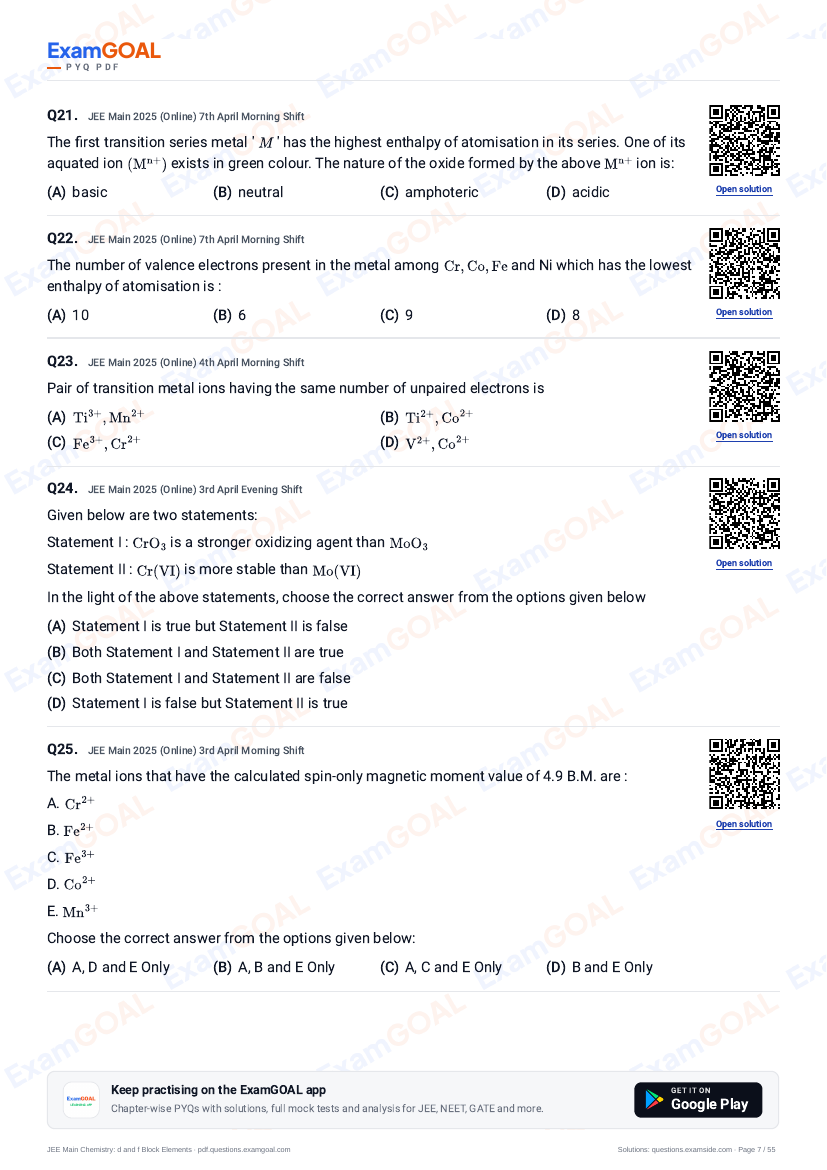 ExamGOAL
PYQ PDF
Q21. JEE Main 2025 (Online) 7th April Morning Shift
The first transition series metal ' M ' has the highest enthalpy of atomisation in its series. One of its
aquated ion (Mⁿ⁺) exists in green colour. The nature of the oxide formed by the above Mⁿ⁺ ion is:
(A) basic (B) neutral (C) amphoteric (D) acidic
Open solution
Q22. JEE Main 2025 (Online) 7th April Morning Shift
The number of valence electrons present in the metal among Cr, Co, Fe and Ni which has the lowest
enthalpy of atomisation is :
(A) 10 (B) 6 (C) 9 (D) 8
Open solution
Q23. JEE Main 2025 (Online) 4th April Morning Shift
Pair of transition metal ions having the same number of unpaired electrons is
(A) Ti³⁺, Mn²⁺ (B) Ti²⁺, Co²⁺
(C) Fe³⁺, Cr²⁺ (D) V²⁺, Co²⁺
Open solution
Q24. JEE Main 2025 (Online) 3rd April Evening Shift
Given below are two statements:
Statement I : CrO₃ is a stronger oxidizing agent than MoO₃
Statement II : Cr(VI) is more stable than Mo(VI)
In the light of the above statements, choose the correct answer from the options given below
(A) Statement I is true but Statement II is false
(B) Both Statement I and Statement II are true
(C) Both Statement I and Statement II are false
(D) Statement I is false but Statement II is true
Open solution
Q25. JEE Main 2025 (Online) 3rd April Morning Shift
The metal ions that have the calculated spin-only magnetic moment value of 4.9 B.M. are :
A. Cr²⁺
B. Fe²⁺
C. Fe³⁺
D. Co²⁺
E. Mn³⁺
Choose the correct answer from the options given below:
(A) A, D and E Only (B) A, B and E Only (C) A, C and E Only (D) B and E Only
Open solution
ExamGOAL
Keep practising on the ExamGOAL app
Chapter-wise PYQs with solutions, full mock tests and analysis for JEE, NEET, GATE and more.
GET IT ON
Google Play
JEE Main Chemistry: d and f Block Elements · pdf.questions.examgoal.com
Solutions: questions.examside.com · Page 7 / 55